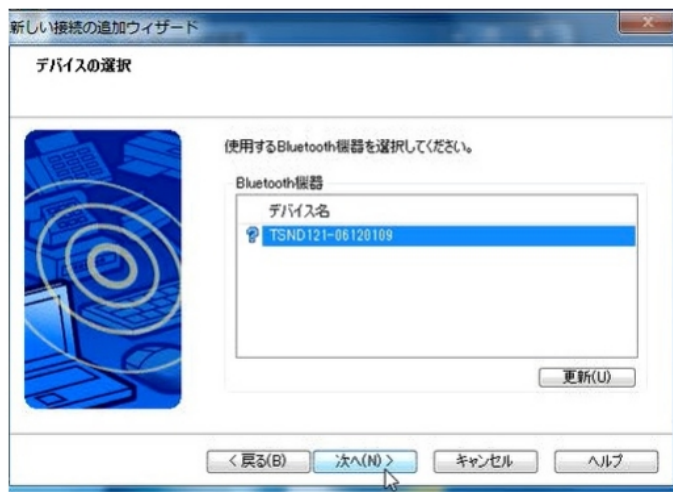 新しい接続の追加ウィザード
デバイスの選択
使用するBluetooth機器を選択してください。
Bluetooth機器
デバイス名
TSND121-06120109
更新(U)
< 戻る(B) 次へ(N) > キャンセル ヘルプ